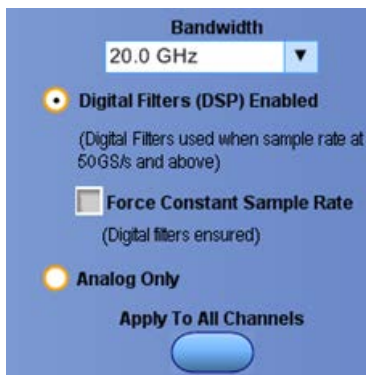 Bandwidth
20.0 GHz
Digital Filters (DSP) Enabled
(Digital Filters used when sample rate at
50GS/s and above)
Force Constant Sample Rate
(Digital filters ensured)
Analog Only
Apply To All Channels